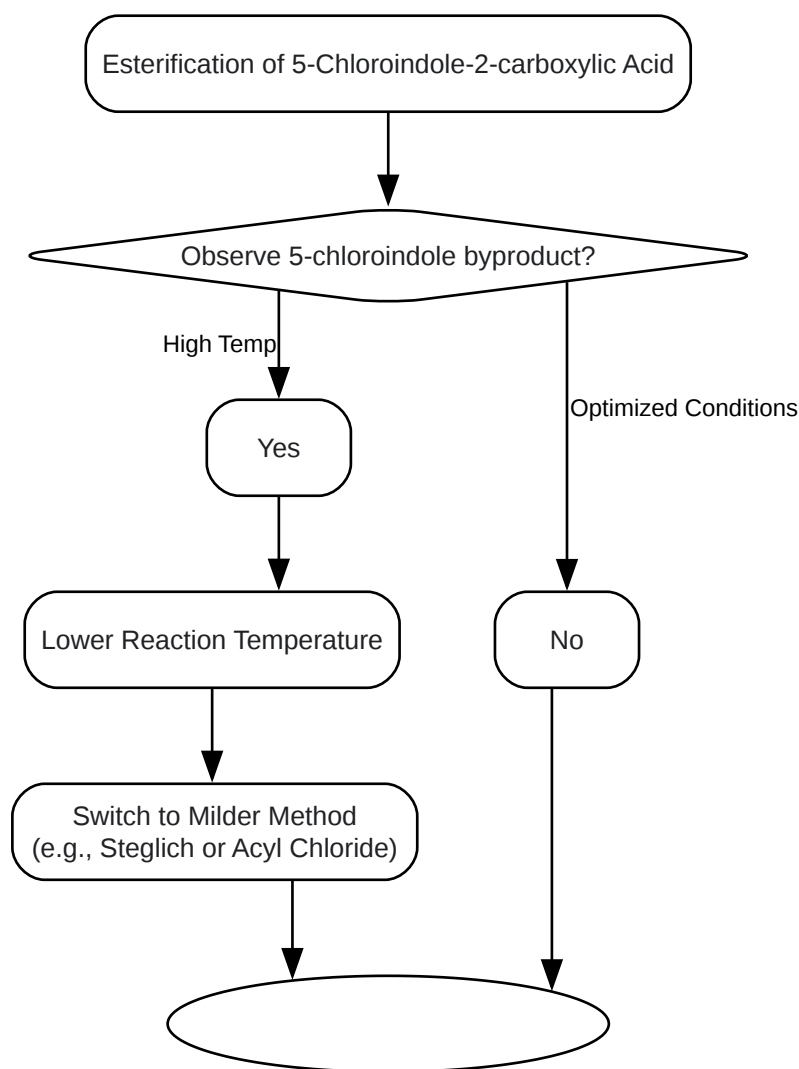 Esterification of 5-Chloroindole-2-carboxylic Acid
Observe 5-chloroindole byproduct?
High Temp
Optimized Conditions
Yes
Lower Reaction Temperature
No
Switch to Milder Method
(e.g., Steglich or Acyl Chloride)